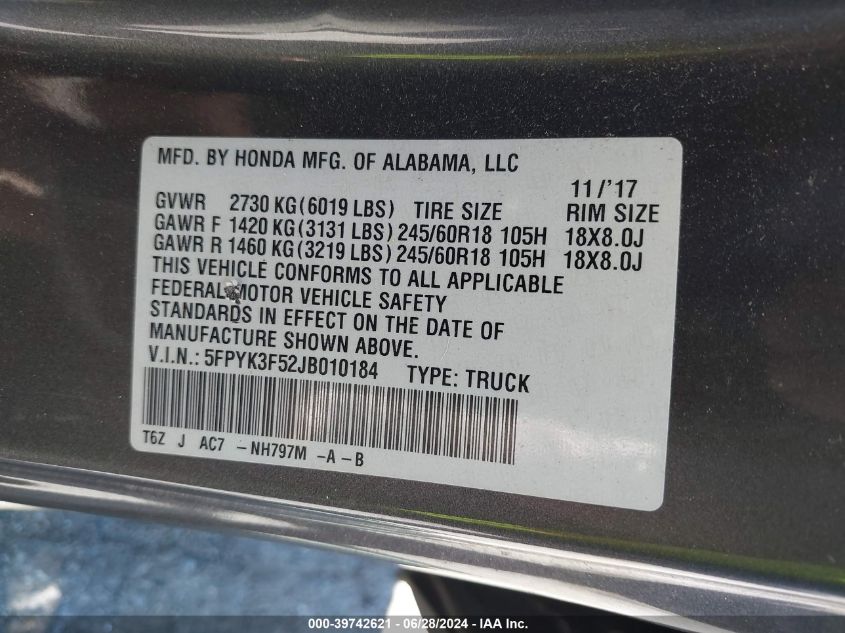 MFD. BY HONDA MFG. OF ALABAMA, LLC
11/'17
GVWR 2730 KG(6019 LBS) TIRE SIZE RIM SIZE
GAWR F 1420 KG(3131 LBS) 245/60R18 105H 18X8.0J
GAWR R 1460 KG(3219 LBS) 245/60R18 105H 18X8.0J
THIS VEHICLE CONFORMS TO ALL APPLICABLE
FEDERAL MOTOR VEHICLE SAFETY
STANDARDS IN EFFECT ON THE DATE OF
MANUFACTURE SHOWN ABOVE.
V.I.N.: 5FPYK3F52JB010184 TYPE: TRUCK
T6Z J AC7 -NH797M -A-B
000-39742621 - 06/28/2024 - IAA Inc.